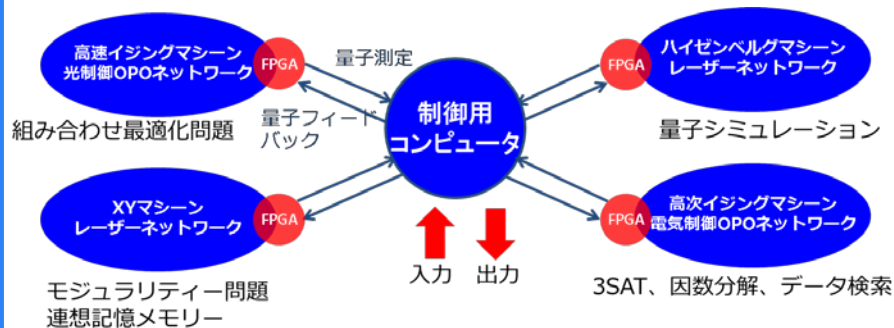 高速イジングマシーン
光制御OPOネットワーク
FPGA
組み合わせ最適化問題
量子測定
量子フィード
バック
制御用
コンピュータ
ハイゼンベルグマシーン
レーザーネットワーク
FPGA
量子シミュレーション
XYマシーン
レーザーネットワーク
FPGA
モジュラリティー問題
連想記憶メモリー
入力
出力
高次イジングマシーン
電気制御OPOネットワーク
FPGA
3SAT、因数分解、データ検索